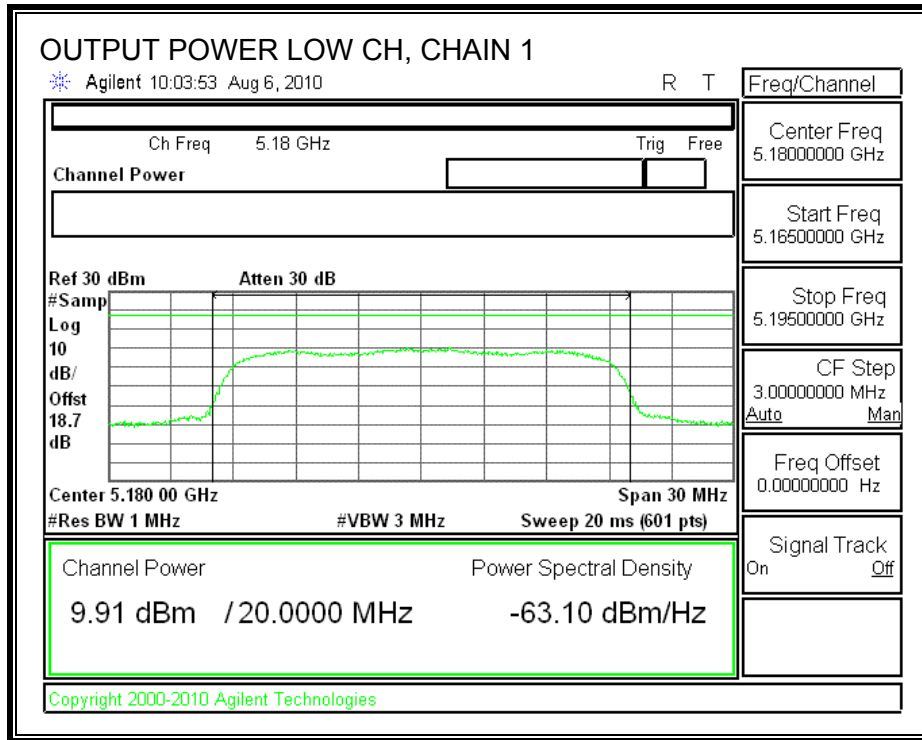 OUTPUT POWER LOW CH, CHAIN 1
Agilent 10:03:53 Aug 6, 2010 R T
Freq/Channel
Ch Freq 5.18 GHz Trig Free
Channel Power
Center Freq
5.18000000 GHz
Start Freq
5.16500000 GHz
Ref 30 dBm Atten 30 dB
#Samp
Log
10
dB/
Offst
18.7
dB
Stop Freq
5.19500000 GHz
CF Step
3.00000000 MHz
Auto Man
Center 5.180 00 GHz Span 30 MHz
#Res BW 1 MHz #VBW 3 MHz Sweep 20 ms (601 pts)
Freq Offset
0.00000000 Hz
Channel Power Power Spectral Density
9.91 dBm / 20.0000 MHz -63.10 dBm/Hz
Signal Track
On Off
Copyright 2000-2010 Agilent Technologies